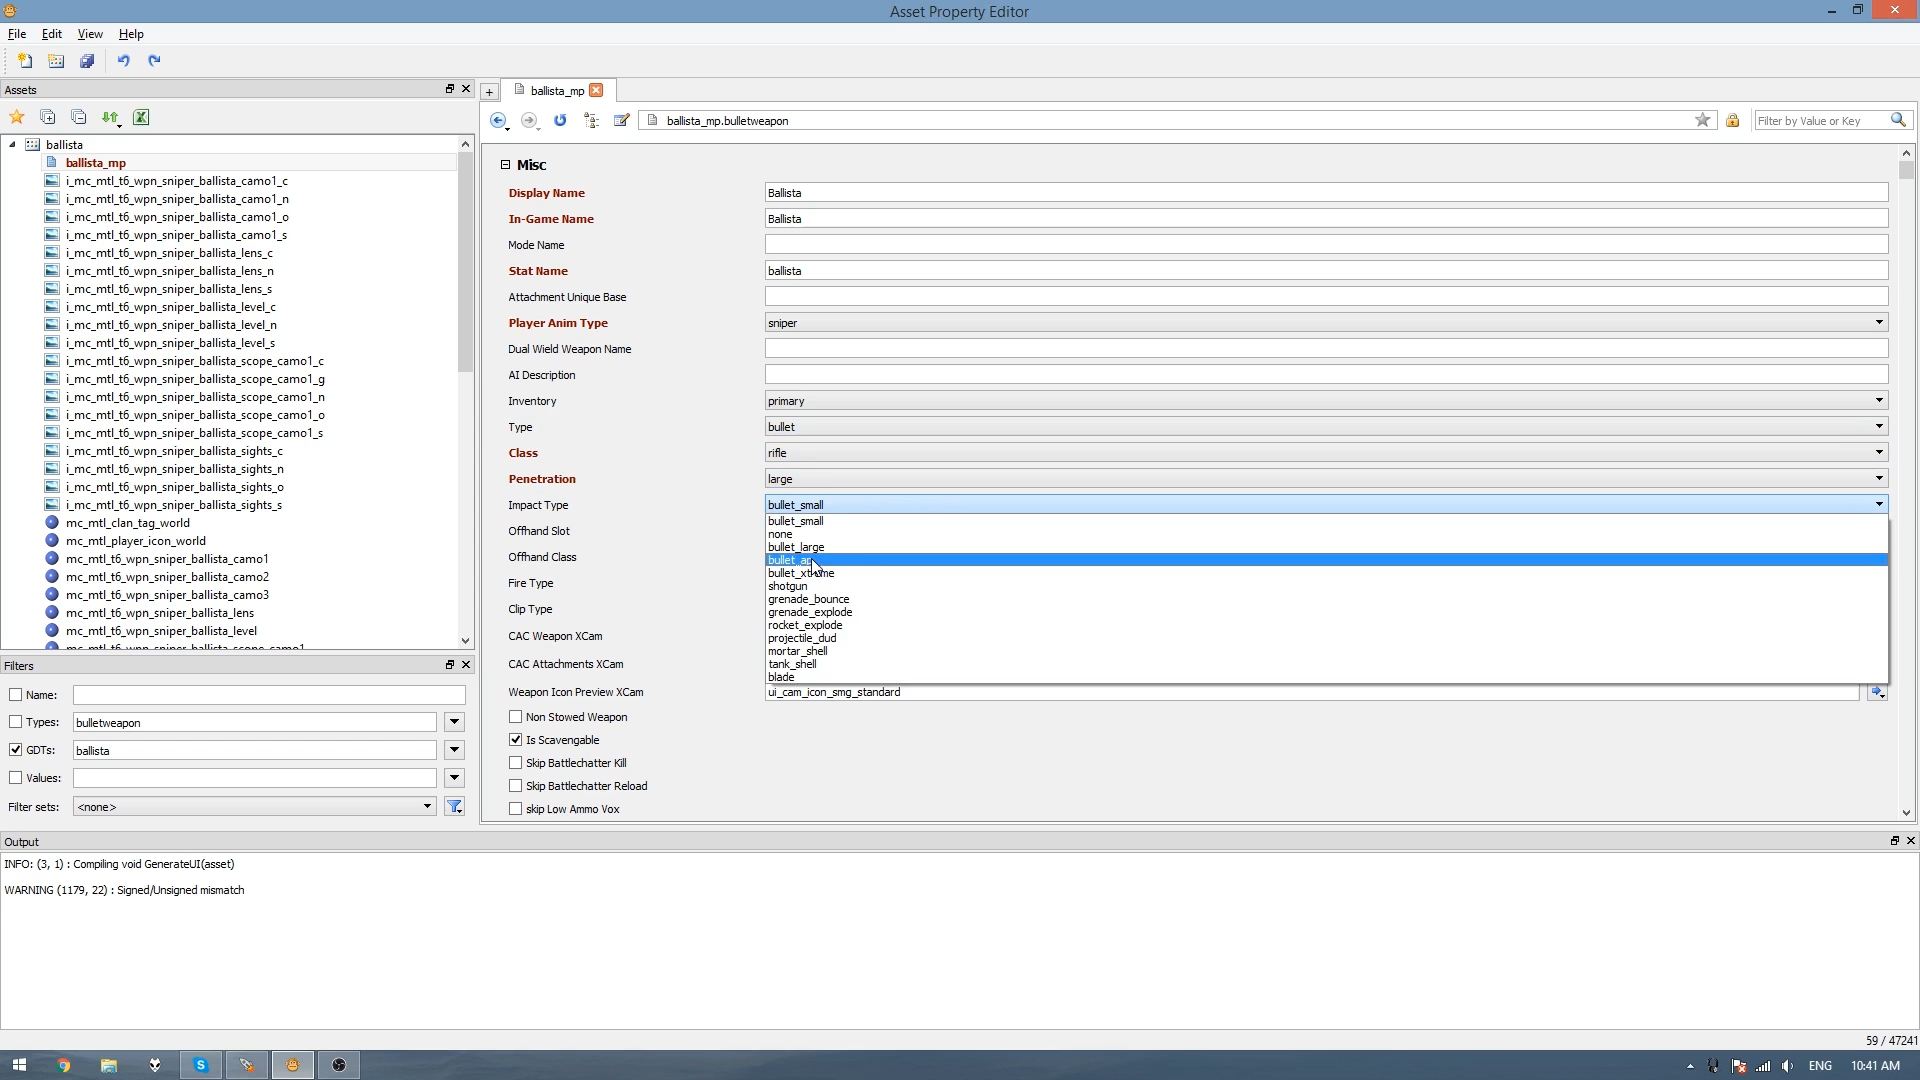 Asset Property Editor
File Edit View Help
Assets
ballista_mp
ballista_mp.bulletweapon
Filter by Value or Key
ballista
ballista_mp
i_mc_mtl_t6_wpn_sniper_ballista_camo1_c
i_mc_mtl_t6_wpn_sniper_ballista_camo1_n
i_mc_mtl_t6_wpn_sniper_ballista_camo1_o
i_mc_mtl_t6_wpn_sniper_ballista_camo1_s
i_mc_mtl_t6_wpn_sniper_ballista_lens_c
i_mc_mtl_t6_wpn_sniper_ballista_lens_n
i_mc_mtl_t6_wpn_sniper_ballista_lens_s
i_mc_mtl_t6_wpn_sniper_ballista_level_c
i_mc_mtl_t6_wpn_sniper_ballista_level_n
i_mc_mtl_t6_wpn_sniper_ballista_level_s
i_mc_mtl_t6_wpn_sniper_ballista_scope_camo1_c
i_mc_mtl_t6_wpn_sniper_ballista_scope_camo1_g
i_mc_mtl_t6_wpn_sniper_ballista_scope_camo1_n
i_mc_mtl_t6_wpn_sniper_ballista_scope_camo1_o
i_mc_mtl_t6_wpn_sniper_ballista_scope_camo1_s
i_mc_mtl_t6_wpn_sniper_ballista_sights_c
i_mc_mtl_t6_wpn_sniper_ballista_sights_n
i_mc_mtl_t6_wpn_sniper_ballista_sights_o
i_mc_mtl_t6_wpn_sniper_ballista_sights_s
mc_mtl_clan_tag_world
mc_mtl_player_icon_world
mc_mtl_t6_wpn_sniper_ballista_camo1
mc_mtl_t6_wpn_sniper_ballista_camo2
mc_mtl_t6_wpn_sniper_ballista_camo3
mc_mtl_t6_wpn_sniper_ballista_lens
mc_mtl_t6_wpn_sniper_ballista_level
Filters
Name:
Types: bulletweapon
GDTs: ballista
Values:
Filter sets: <none>
Misc
Display Name Ballista
In-Game Name Ballista
Mode Name
Stat Name ballista
Attachment Unique Base
Player Anim Type sniper
Dual Wield Weapon Name
AI Description
Inventory primary
Type bullet
Class rifle
Penetration large
Impact Type bullet_small
bullet_small
none
bullet_large
bullet_ap
shotgun
grenade_bounce
grenade_explode
rocket_explode
projectile_dud
mortar_shell
tank_shell
blade
Offhand Slot
Offhand Class
Fire Type
Clip Type
CAC Weapon XCam
CAC Attachments XCam
Weapon Icon Preview XCam ui_cam_icon_smg_standard
Non Stowed Weapon
Is Scavengable
Skip Battlechatter Kill
Skip Battlechatter Reload
skip Low Ammo Vox
Output
INFO: (3, 1) : Compiling void GenerateUI(asset)
WARNING (1179, 22) : Signed/Unsigned mismatch
59 / 47241
ENG 10:41 AM